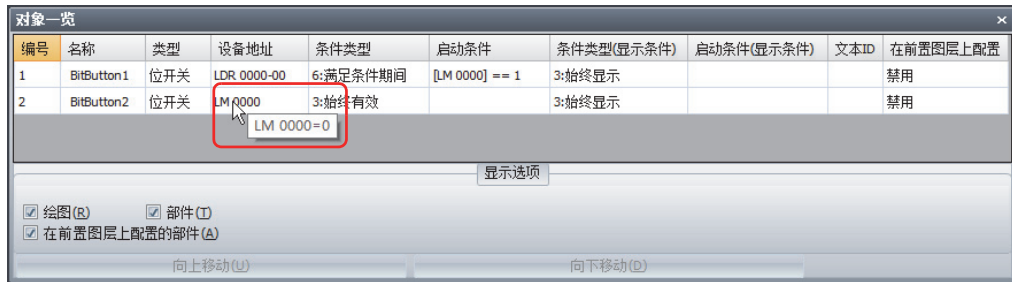 对象一览
编号 名称 类型 设备地址 条件类型 启动条件 条件类型(显示条件) 启动条件(显示条件) 文本ID 在前置图层上配置
1 BitButton1 位开关 LDR 0000-00 6:满足条件期间 [LM 0000] == 1 3:始终显示 禁用
2 BitButton2 位开关 LM 0000 3:始终有效 3:始终显示 禁用
LM 0000=0
显示选项
绘图(R) 部件(T)
在前置图层上配置的部件(A)
向上移动(U) 向下移动(D)